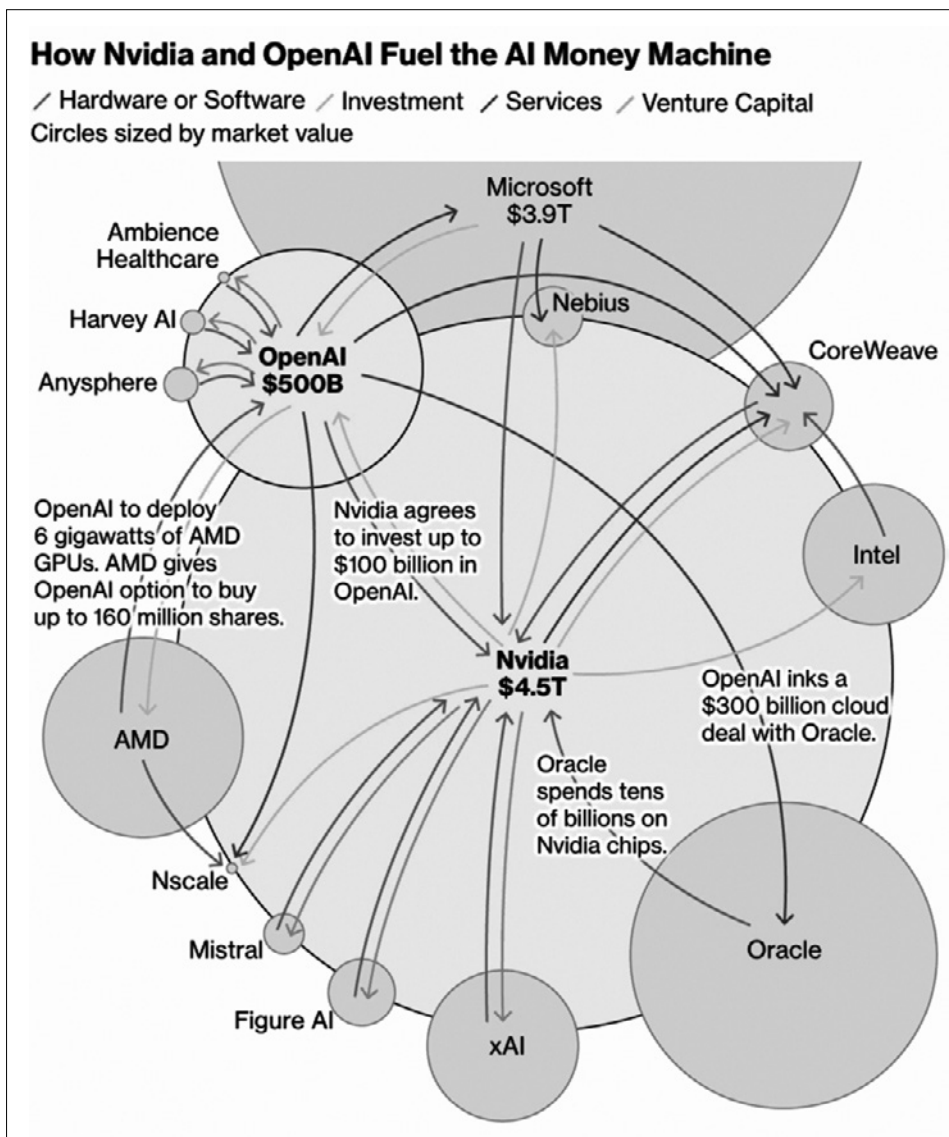 How Nvidia and OpenAI Fuel the AI Money Machine
Hardware or Software Investment Services Venture Capital
Circles sized by market value
Microsoft
$3.9T
Ambience
Healthcare
Harvey AI
Anysphere
OpenAI
$500B
Nebius
CoreWeave
OpenAI to deploy
6 gigawatts of AMD
GPUs. AMD gives
OpenAI option to buy
up to 160 million shares.
Nvidia agrees
to invest up to
$100 billion in
OpenAI.
Intel
Nvidia
$4.5T
OpenAI inks a
$300 billion cloud
deal with Oracle.
AMD
Oracle
spends tens
of billions on
Nvidia chips.
Nscale
Mistral
Figure AI
xAI
Oracle